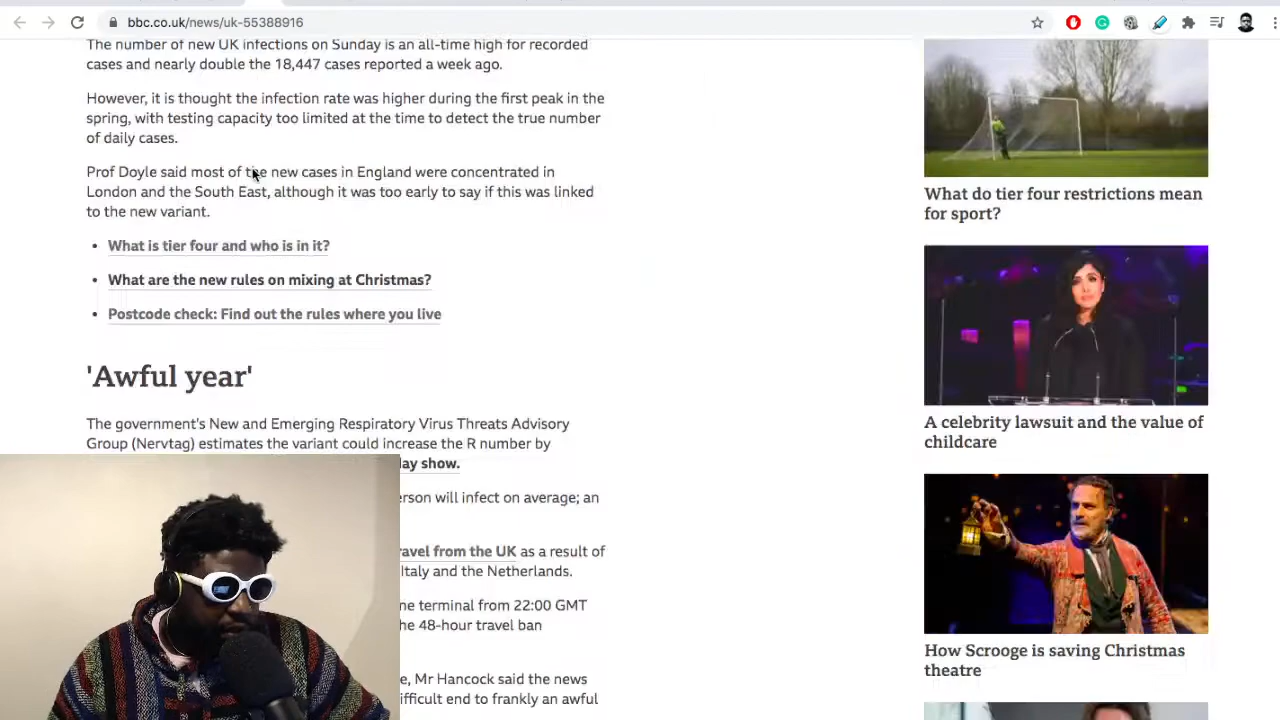 bbc.co.uk/news/uk-55388916
The number of new UK infections on Sunday is an all-time high for recorded
cases and nearly double the 18,447 cases reported a week ago.
However, it is thought the infection rate was higher during the first peak in the
spring, with testing capacity too limited at the time to detect the true number
of daily cases.
Prof Doyle said most of the new cases in England were concentrated in
London and the South East, although it was too early to say if this was linked
to the new variant.
• What is tier four and who is in it?
• What are the new rules on mixing at Christmas?
• Postcode check: Find out the rules where you live
'Awful year'
The government's New and Emerging Respiratory Virus Threats Advisory
Group (Nervtag) estimates the variant could increase the R number by
ay show.
erson will infect on average; an
ravel from the UK as a result of
Italy and the Netherlands.
ne terminal from 22:00 GMT
he 48-hour travel ban
e, Mr Hancock said the news
ifficult end to frankly an awful
What do tier four restrictions mean
for sport?
A celebrity lawsuit and the value of
childcare
How Scrooge is saving Christmas
theatre